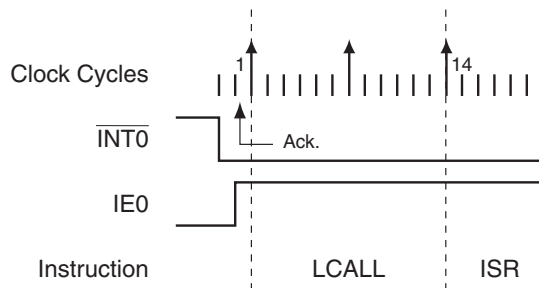 Clock Cycles 1 14
INT0
Ack.
IE0
Instruction LCALL ISR